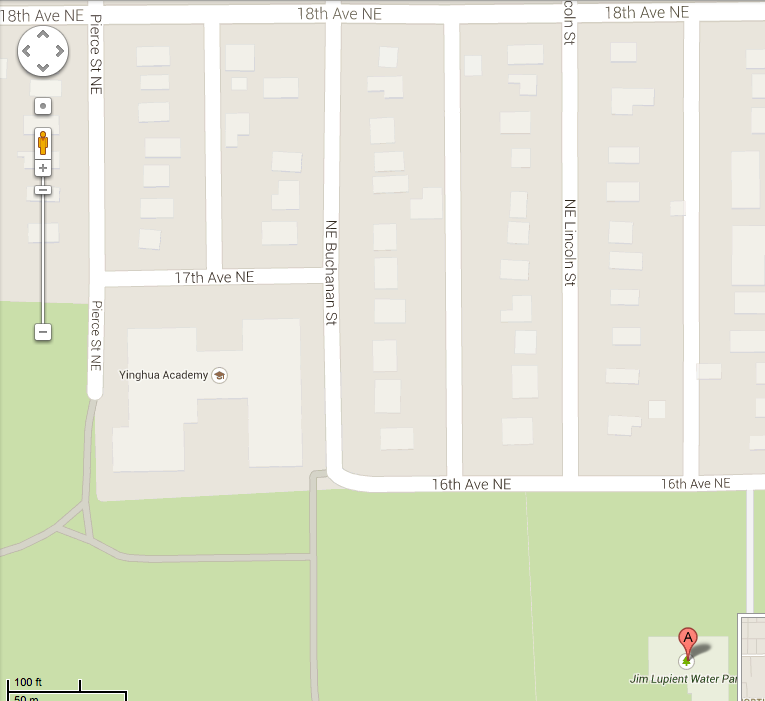 18th Ave NE
18th Ave NE
18th Ave NE
Pierce St NE
coln St
NE Lincoln St
NE Buchanan St
17th Ave NE
Pierce St NE
Yinghua Academy
16th Ave NE
16th Ave NE
A
Jim Lupient Water Par
100 ft
50 m